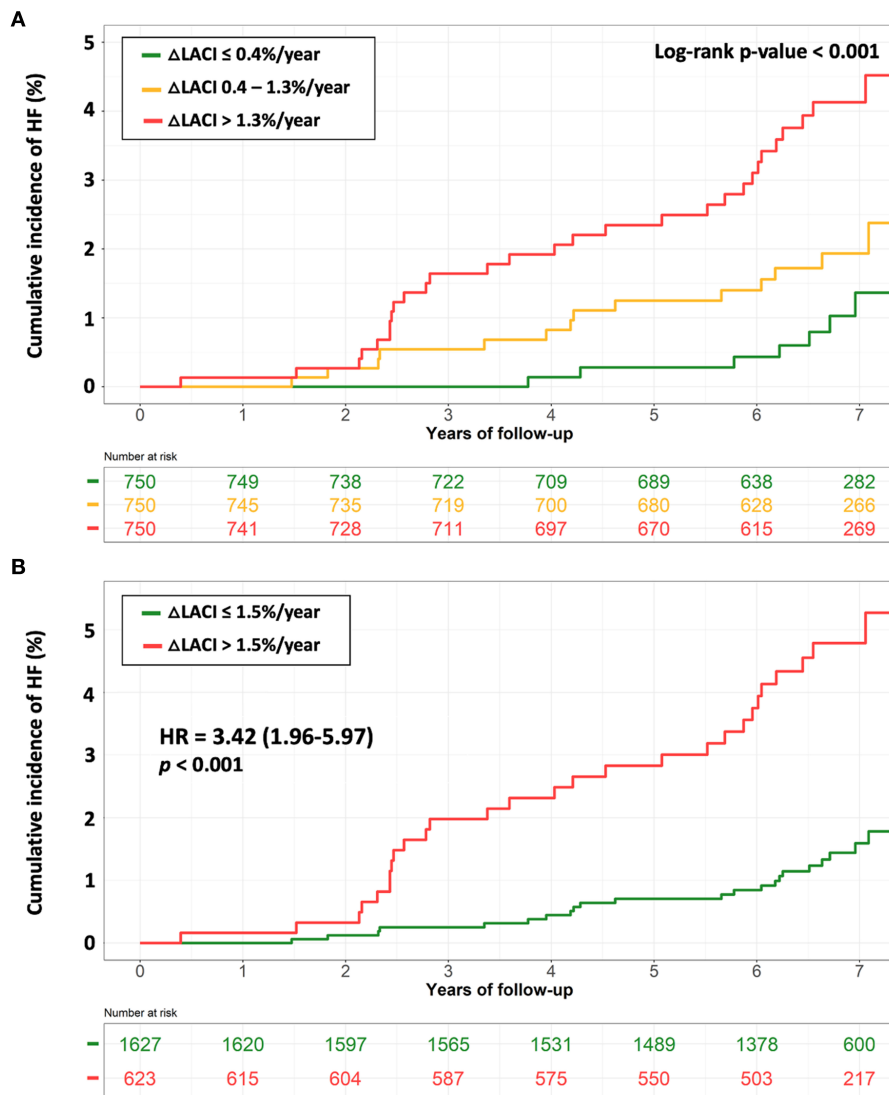 A
Cumulative incidence of HF (%)
5
4
3
2
1
0
△LACI ≤ 0.4%/year
△LACI 0.4 – 1.3%/year
△LACI > 1.3%/year
Log-rank p-value < 0.001
0 1 2 3 4 5 6 7
Years of follow-up
Number at risk
750 749 738 722 709 689 638 282
750 745 735 719 700 680 628 266
750 741 728 711 697 670 615 269
B
Cumulative incidence of HF (%)
5
4
3
2
1
0
△LACI ≤ 1.5%/year
△LACI > 1.5%/year
HR = 3.42 (1.96-5.97)
p < 0.001
0 1 2 3 4 5 6 7
Years of follow-up
Number at risk
1627 1620 1597 1565 1531 1489 1378 600
623 615 604 587 575 550 503 217